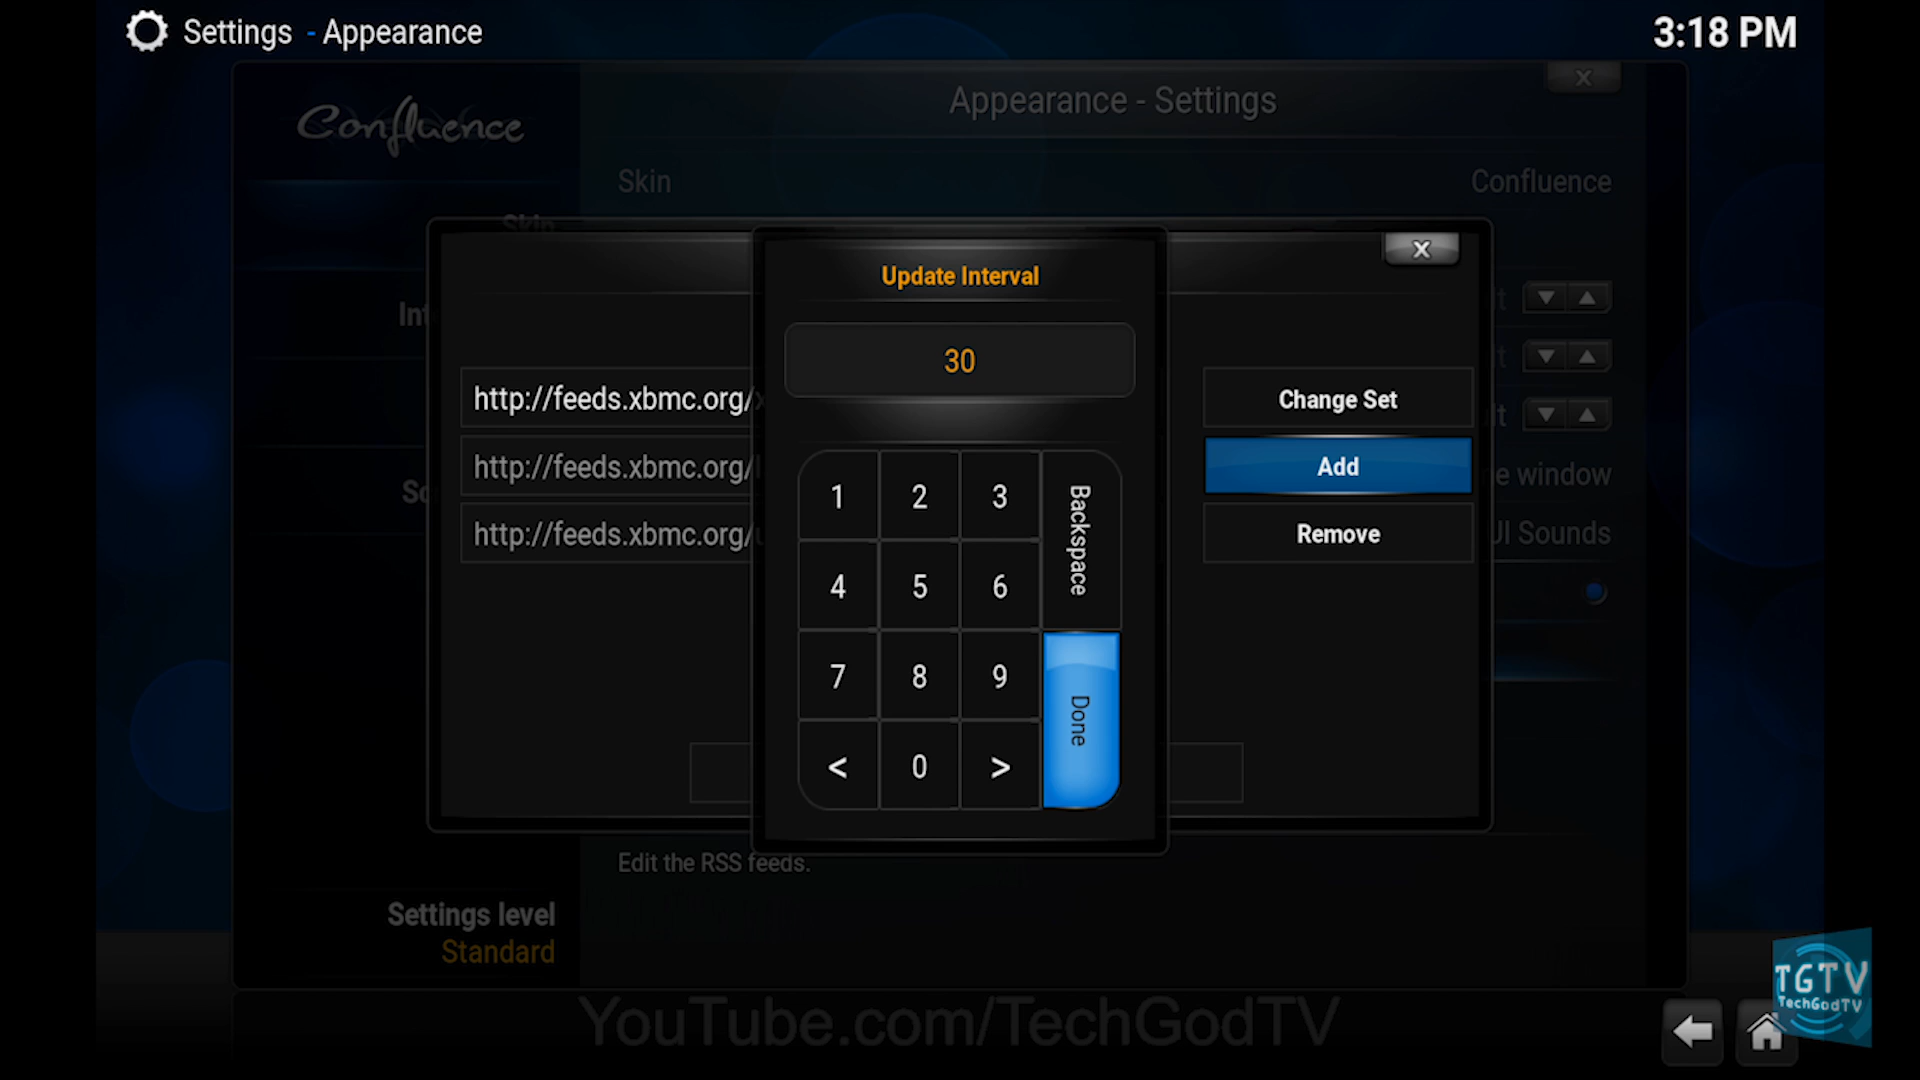 Settings - Appearance
3:18 PM
Confluence
Appearance - Settings
x
Skin
Confluence
Skin
x
Update Interval
30
http://feeds.xbmc.org/
http://feeds.xbmc.org/
http://feeds.xbmc.org/
1 2 3 Backspace
4 5 6
7 8 9 Done
< 0 >
Change Set
Add
Remove
window
UI Sounds
Edit the RSS feeds.
Settings level
Standard
YouTube.com/TechGodTV
TGTV
TechGodTV